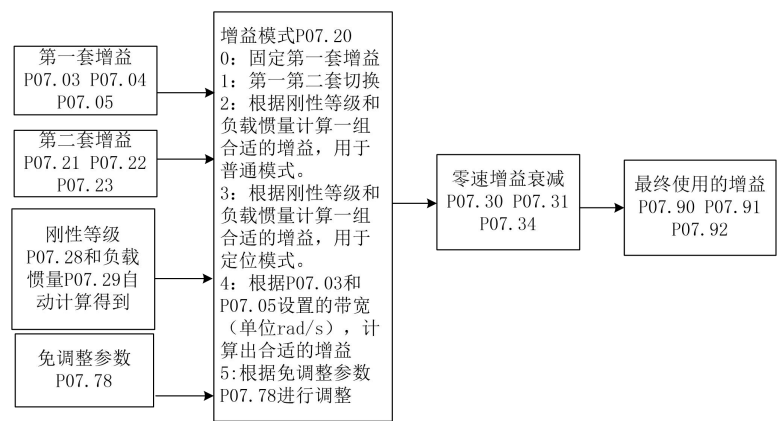 第一套增益
P07.03 P07.04
P07.05
第二套增益
P07.21 P07.22
P07.23
刚性等级
P07.28和负载
惯量P07.29自
动计算得到
免调整参数
P07.78
增益模式P07.20
0：固定第一套增益
1：第一第二套切换
2：根据刚性等级和
负载惯量计算一组
合适的增益，用于
普通模式。
3：根据刚性等级和
负载惯量计算一组
合适的增益，用于
定位模式。
4：根据P07.03和
P07.05设置的带宽
（单位rad/s），计
算出合适的增益
5:根据免调整参数
P07.78进行调整
零速增益衰减
P07.30 P07.31
P07.34
最终使用的增益
P07.90 P07.91
P07.92